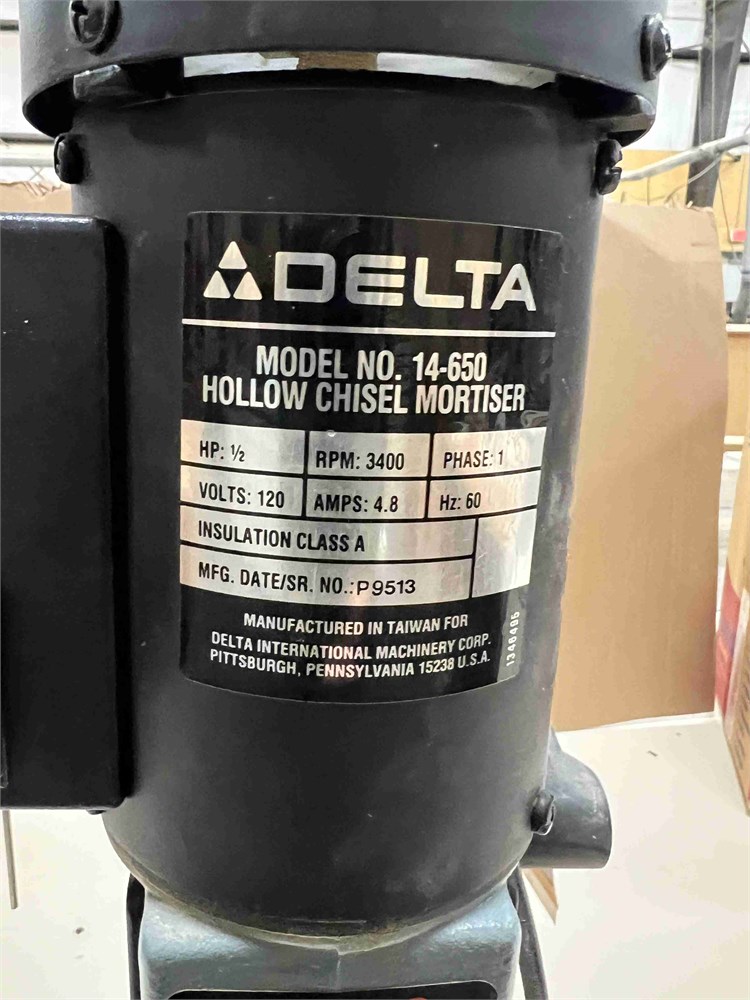 DELTA
MODEL NO. 14-650
HOLLOW CHISEL MORTISER
HP: ½ RPM: 3400 PHASE: 1
VOLTS: 120 AMPS: 4.8 Hz: 60
INSULATION CLASS A
MFG. DATE/SR. NO.: P9513
MANUFACTURED IN TAIWAN FOR
DELTA INTERNATIONAL MACHINERY CORP.
PITTSBURGH, PENNSYLVANIA 15238 U.S.A.
1346495